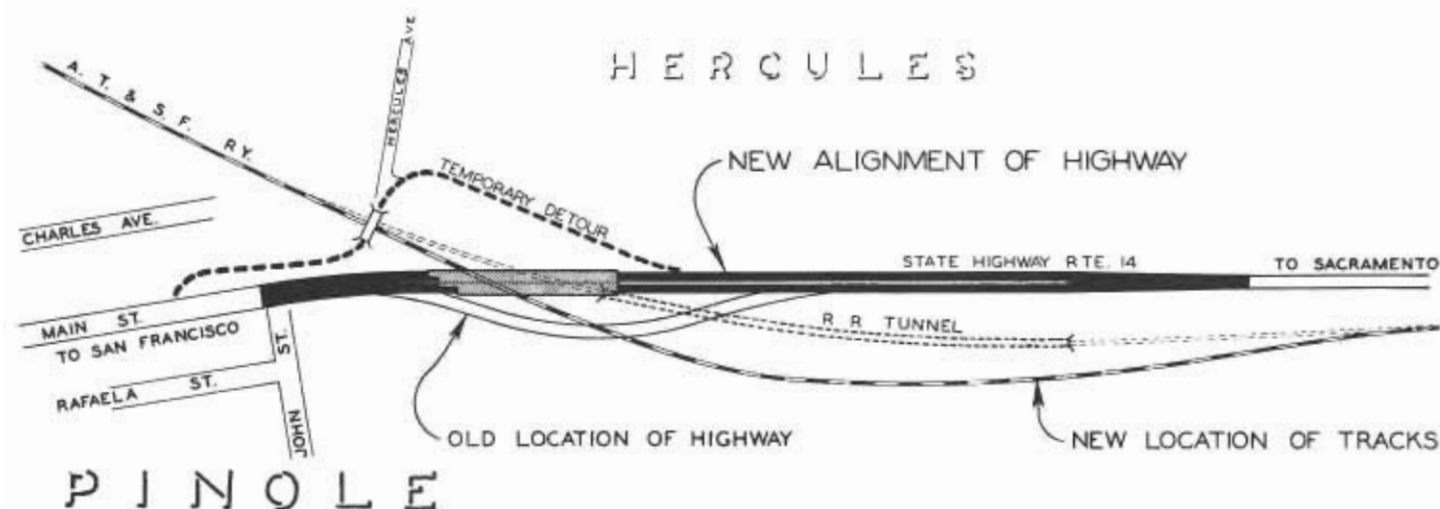 HERCULES
HERCULES AVE
A. T. & S. F. RY.
TEMPORARY DETOUR
NEW ALIGNMENT OF HIGHWAY
CHARLES AVE.
STATE HIGHWAY RTE. 14
TO SACRAMENTO
MAIN ST.
TO SAN FRANCISCO
R R TUNNEL
RAFAELA ST.
JOHN ST.
OLD LOCATION OF HIGHWAY
NEW LOCATION OF TRACKS
PINOLE